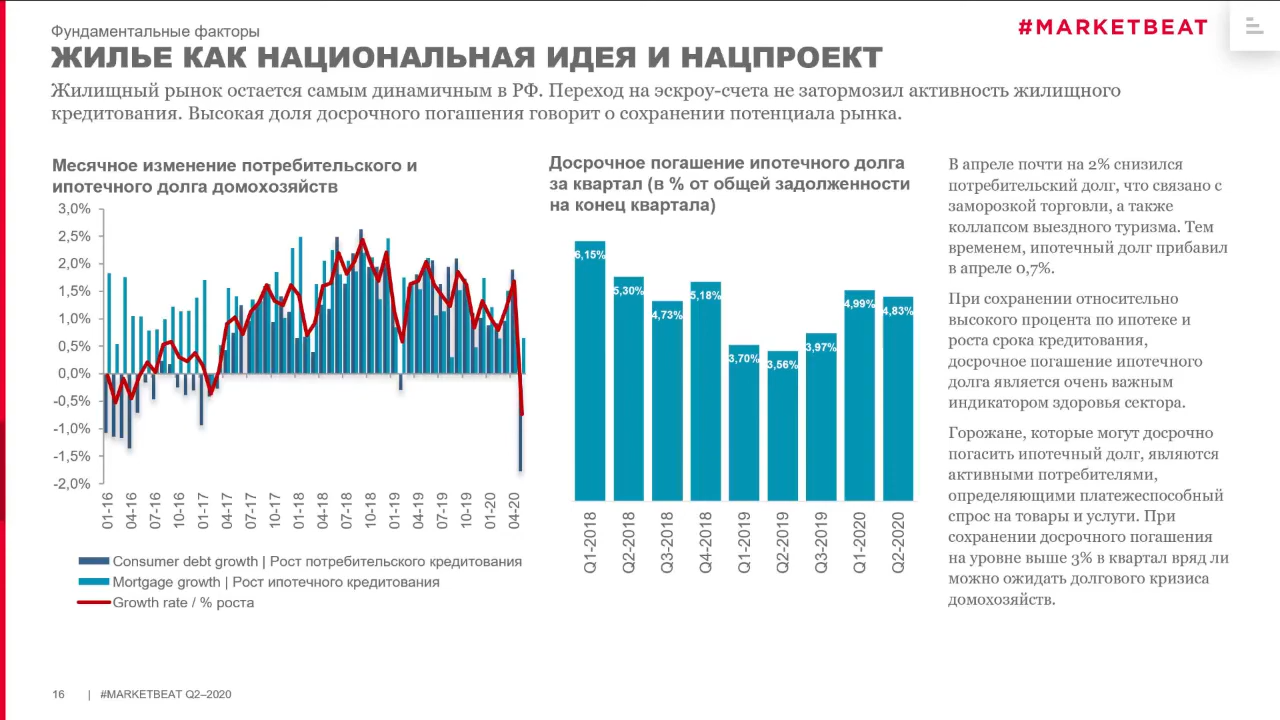 Фундаментальные факторы
#MARKETBEAT
ЖИЛЬЕ КАК НАЦИОНАЛЬНАЯ ИДЕЯ И НАЦПРОЕКТ
Жилищный рынок остается самым динамичным в РФ. Переход на эскроу-счета не затормозил активность жилищного
кредитования. Высокая доля досрочного погашения говорит о сохранении потенциала рынка.
Месячное изменение потребительского и
ипотечного долга домохозяйств
3,0%
2,5%
2,0%
1,5%
1,0%
0,5%
0,0%
-0,5%
-1,0%
-1,5%
-2,0%
01-16
04-16
07-16
10-16
01-17
04-17
07-17
10-17
01-18
04-18
07-18
10-18
01-19
04-19
07-19
10-19
01-20
04-20
Consumer debt growth | Рост потребительского кредитования
Mortgage growth | Рост ипотечного кредитования
Growth rate / % роста
Досрочное погашение ипотечного долга
за квартал (в % от общей задолженности
на конец квартала)
6,15%
5,30%
4,73%
5,18%
3,70%
3,56%
3,97%
4,99%
4,83%
Q1-2018
Q2-2018
Q3-2018
Q4-2018
Q1-2019
Q2-2019
Q3-2019
Q1-2020
Q2-2020
В апреле почти на 2% снизился
потребительский долг, что связано с
заморозкой торговли, а также
коллапсом выездного туризма. Тем
временем, ипотечный долг прибавил
в апреле 0,7%.
При сохранении относительно
высокого процента по ипотеке и
роста срока кредитования,
досрочное погашение ипотечного
долга является очень важным
индикатором здоровья сектора.
Горожане, которые могут досрочно
погасить ипотечный долг, являются
активными потребителями,
определяющими платежеспособный
спрос на товары и услуги. При
сохранении досрочного погашения
на уровне выше 3% в квартал вряд ли
можно ожидать долгового кризиса
домохозяйств.
16 | #MARKETBEAT Q2–2020